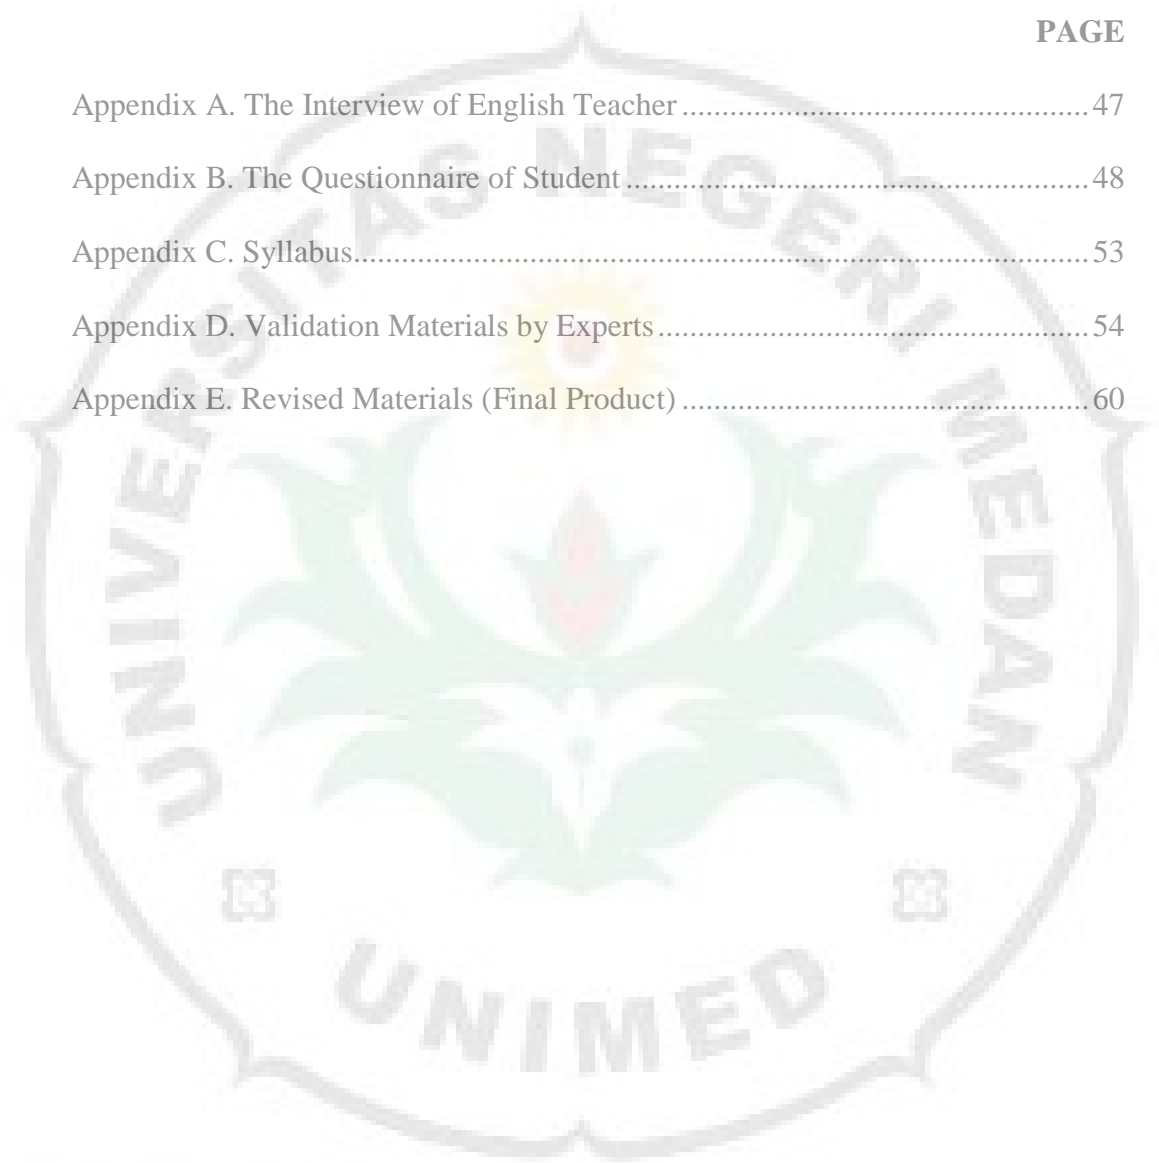 PAGE
Appendix A. The Interview of English Teacher .................................................. 47
Appendix B. The Questionnaire of Student ......................................................... 48
Appendix C. Syllabus........................................................................................... 53
Appendix D. Validation Materials by Experts ..................................................... 54
Appendix E. Revised Materials (Final Product) .................................................. 60
UNIVERSITAS NEGERI MEDAN
UNIMED